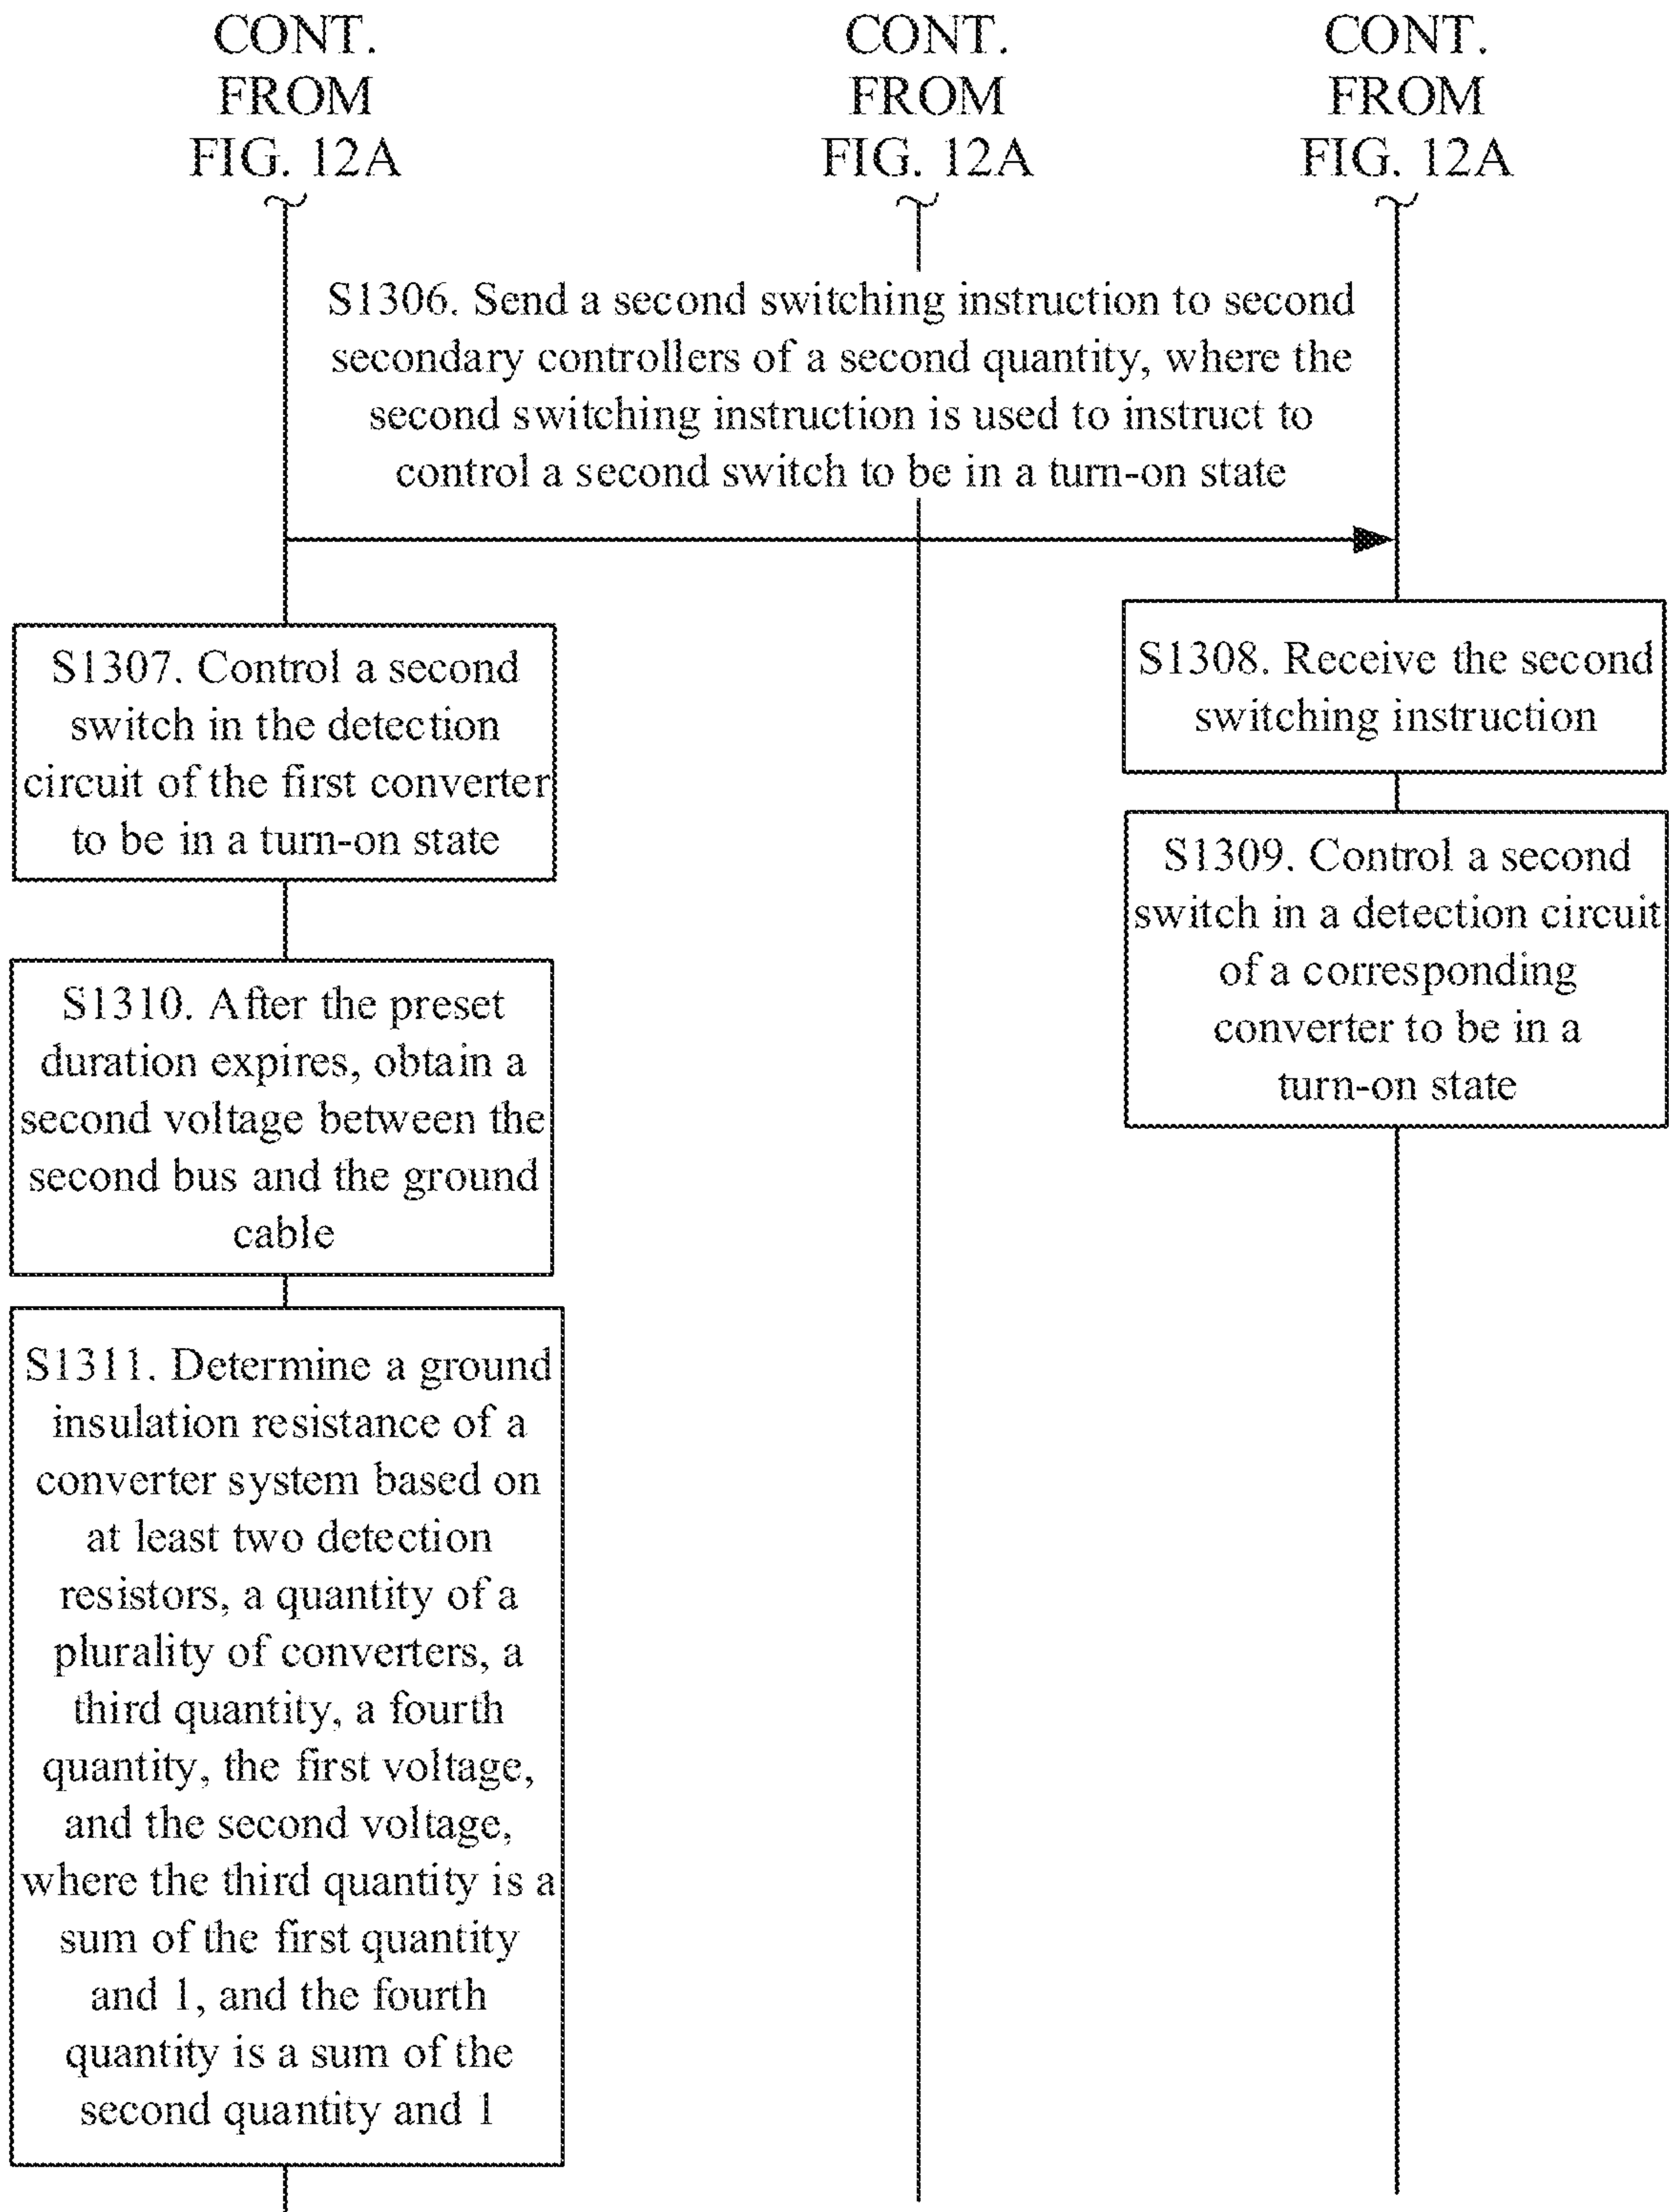 CONT.
FROM
FIG. 12A
CONT.
FROM
FIG. 12A
CONT.
FROM
FIG. 12A
S1306. Send a second switching instruction to second
secondary controllers of a second quantity, where the
second switching instruction is used to instruct to
control a second switch to be in a turn-on state
S1307. Control a second
switch in the detection
circuit of the first converter
to be in a turn-on state
S1308. Receive the second
switching instruction
S1309. Control a second
switch in a detection circuit
of a corresponding
converter to be in a
turn-on state
S1310. After the preset
duration expires, obtain a
second voltage between the
second bus and the ground
cable
S1311. Determine a ground
insulation resistance of a
converter system based on
at least two detection
resistors, a quantity of a
plurality of converters, a
third quantity, a fourth
quantity, the first voltage,
and the second voltage,
where the third quantity is a
sum of the first quantity
and 1, and the fourth
quantity is a sum of the
second quantity and 1